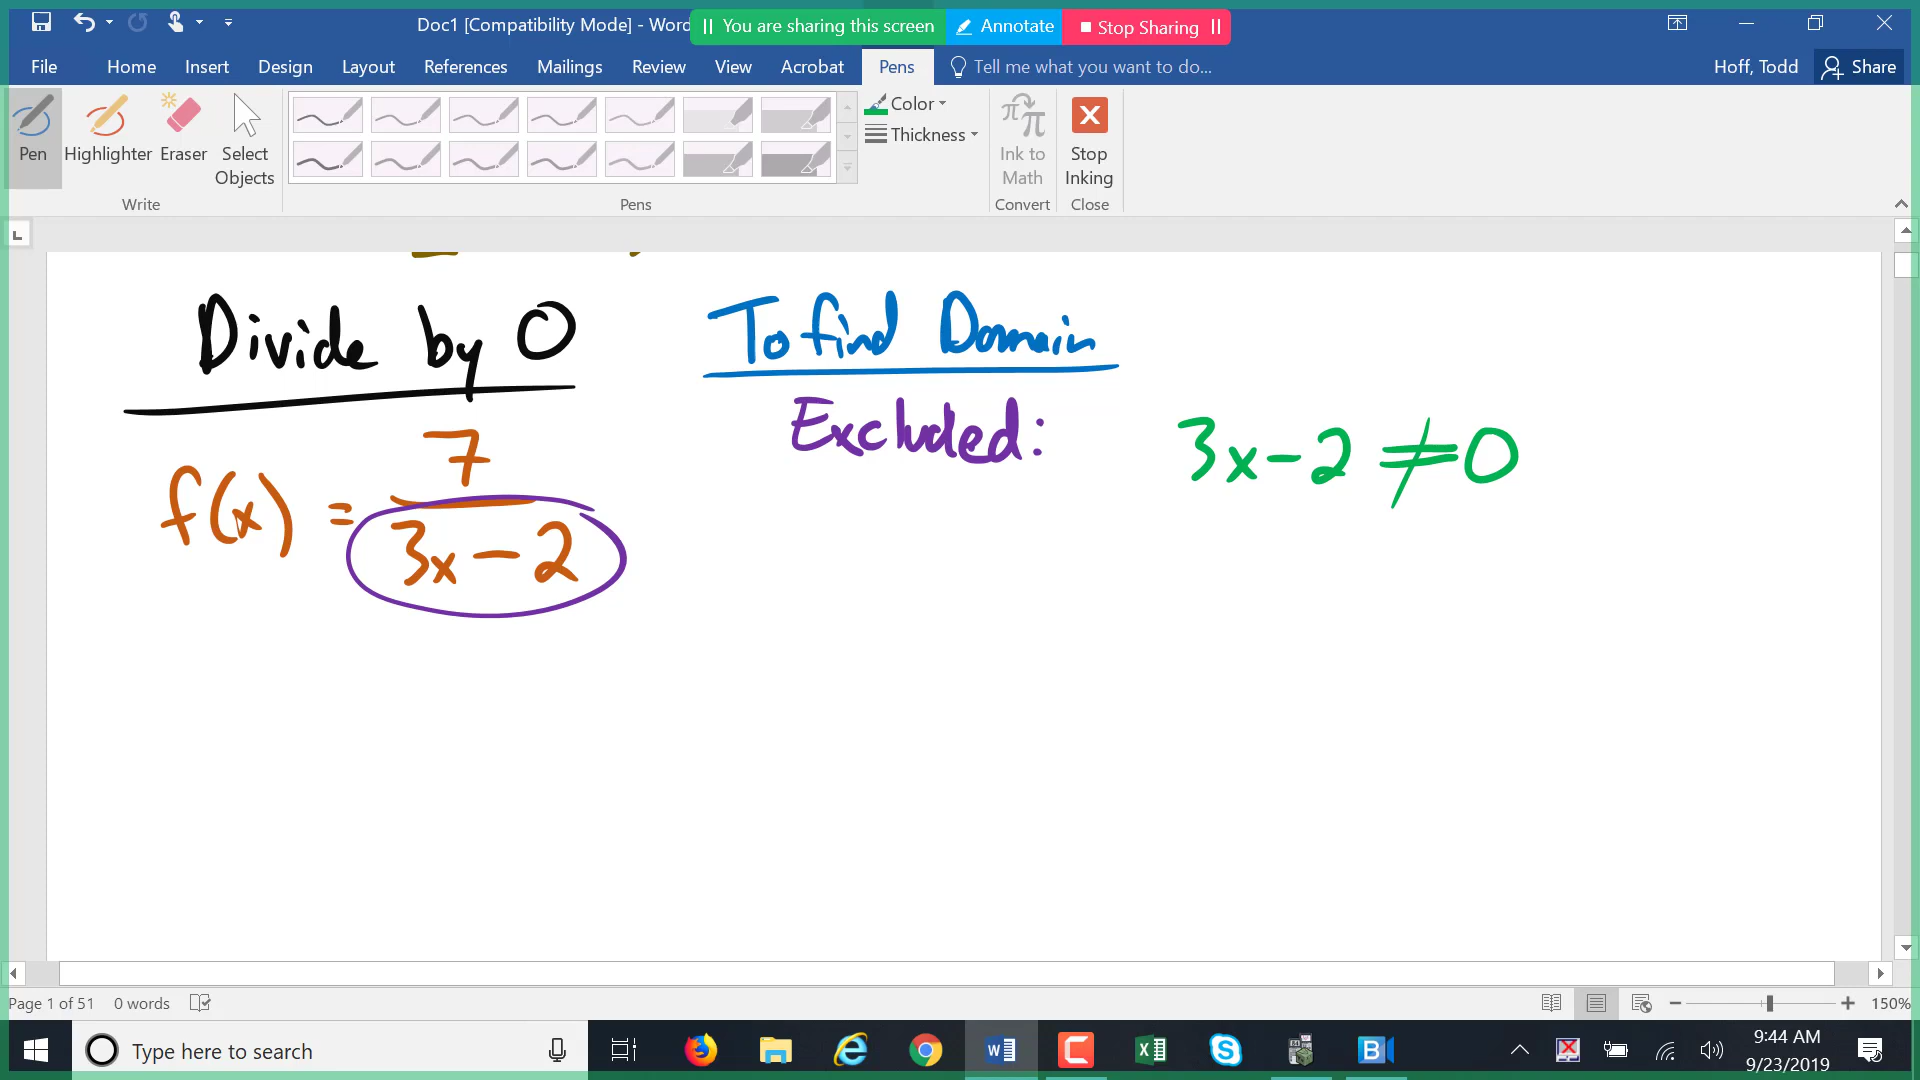 Doc1 [Compatibility Mode] - Word
You are sharing this screen
Annotate
Stop Sharing
File Home Insert Design Layout References Mailings Review View Acrobat Pens Tell me what you want to do... Hoff, Todd Share
Pen Highlighter Eraser Select Objects
Write
Pens
Color
Thickness
Ink to Math
Convert
Stop Inking
Close
Divide by 0
To find Domain
Excluded:
3x-2 ≠ 0
f(x) = 7
3x - 2
Page 1 of 51 0 words 150%
Type here to search
9:44 AM
9/23/2019